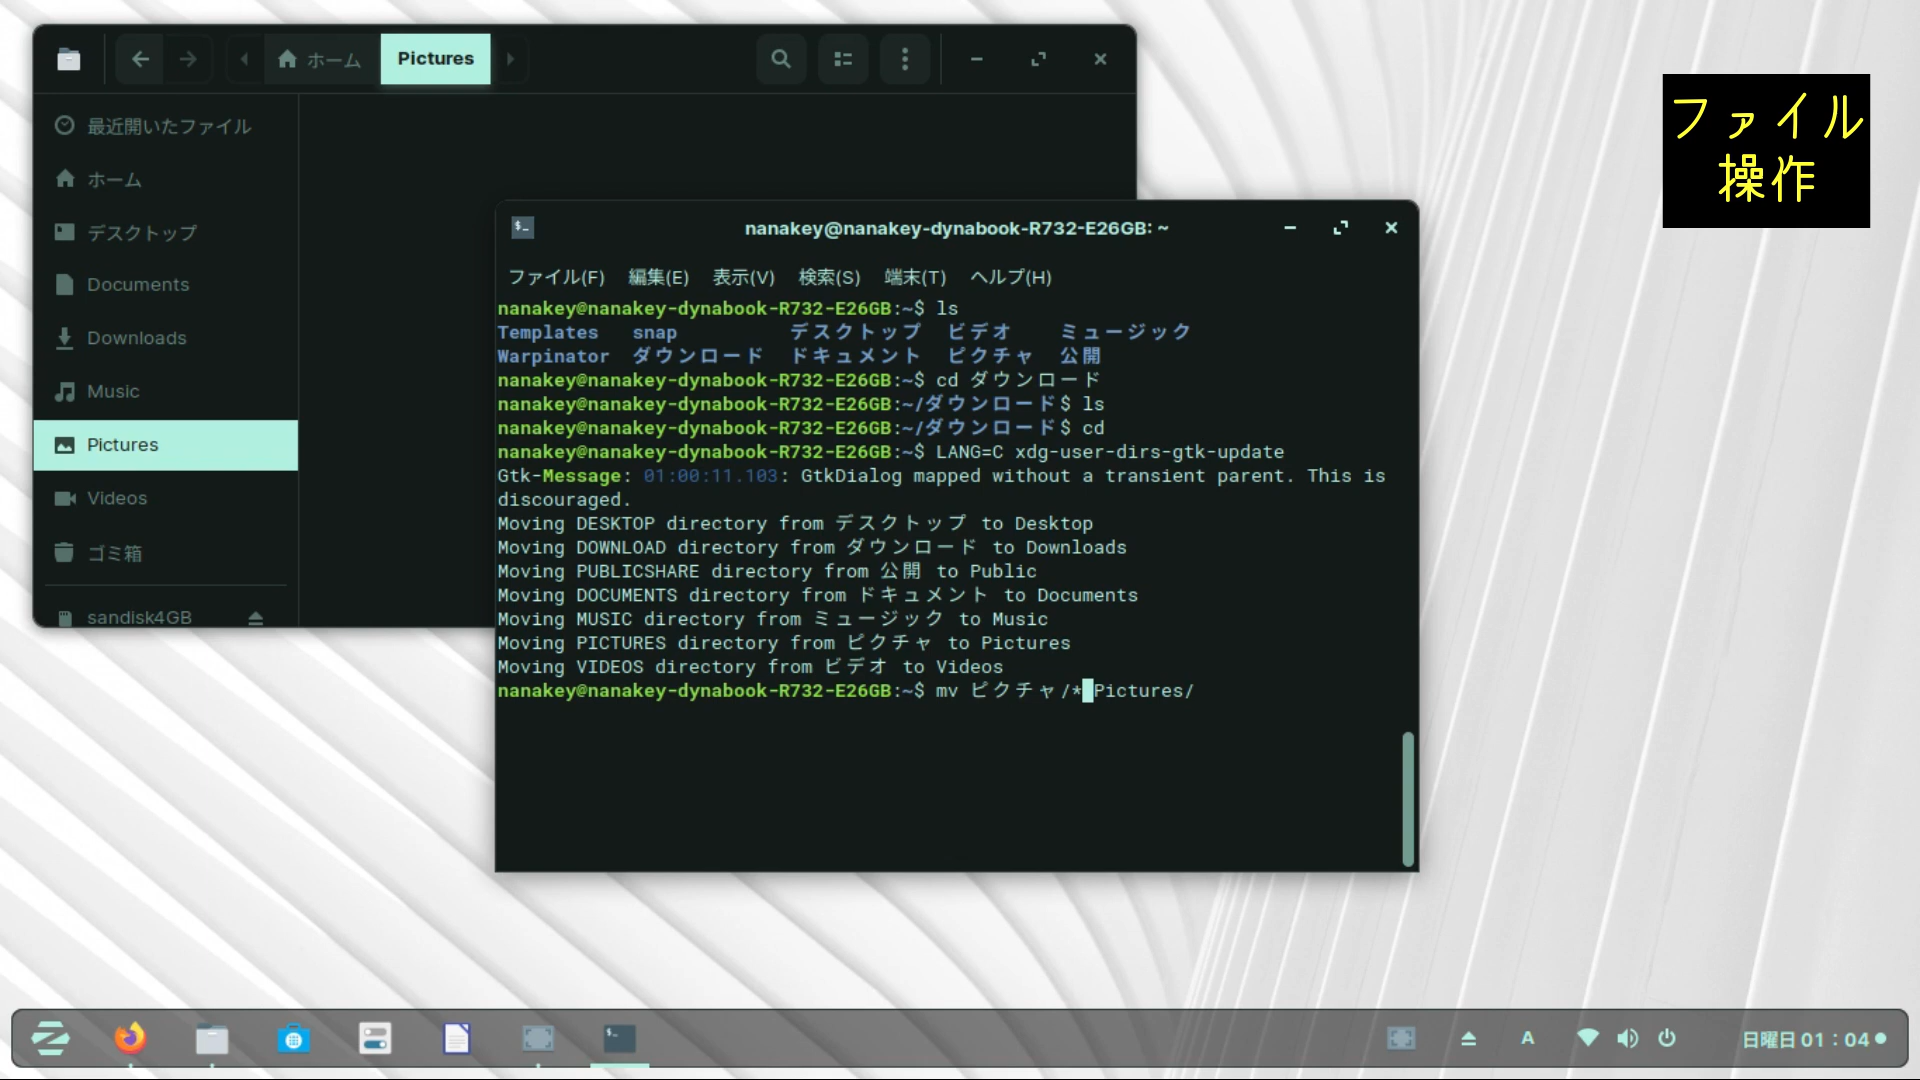 ホーム
Pictures
最近開いたファイル
ホーム
デスクトップ
Documents
Downloads
Music
Pictures
Videos
ゴミ箱
sandisk4GB
ファイル
操作
nanakey@nanakey-dynabook-R732-E26GB: ~
ファイル(F) 編集(E) 表示(V) 検索(S) 端末(T) ヘルプ(H)
nanakey@nanakey-dynabook-R732-E26GB:~$ ls
Templates snap デスクトップ ビデオ ミュージック
Warpinator ダウンロード ドキュメント ピクチャ 公開
nanakey@nanakey-dynabook-R732-E26GB:~$ cd ダウンロード
nanakey@nanakey-dynabook-R732-E26GB:~/ダウンロード$ ls
nanakey@nanakey-dynabook-R732-E26GB:~/ダウンロード$ cd
nanakey@nanakey-dynabook-R732-E26GB:~$ LANG=C xdg-user-dirs-gtk-update
Gtk-Message: 01:00:11.103: GtkDialog mapped without a transient parent. This is
discouraged.
Moving DESKTOP directory from デスクトップ to Desktop
Moving DOWNLOAD directory from ダウンロード to Downloads
Moving PUBLICSHARE directory from 公開 to Public
Moving DOCUMENTS directory from ドキュメント to Documents
Moving MUSIC directory from ミュージック to Music
Moving PICTURES directory from ピクチャ to Pictures
Moving VIDEOS directory from ビデオ to Videos
nanakey@nanakey-dynabook-R732-E26GB:~$ mv ピクチャ/* Pictures/
A
日曜日 01：04